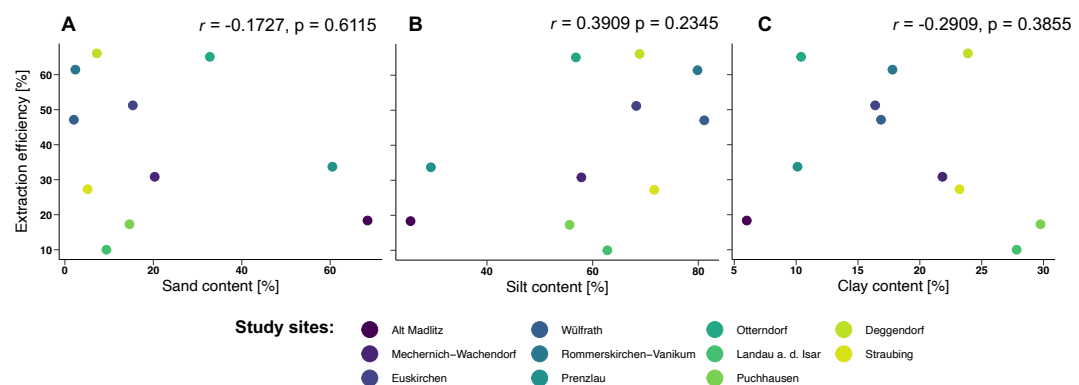 A
r = -0.1727, p = 0.6115
B
r = 0.3909 p = 0.2345
C
r = -0.2909, p = 0.3855
Extraction efficiency [%]
60
50
40
30
20
10
0 20 40 60
Sand content [%]
40 60 80
Silt content [%]
5 10 15 20 25 30
Clay content [%]
Study sites:
Alt Madlitz
Mechernich−Wachendorf
Euskirchen
Wülfrath
Rommerskirchen−Vanikum
Prenzlau
Otterndorf
Landau a. d. Isar
Puchhausen
Deggendorf
Straubing